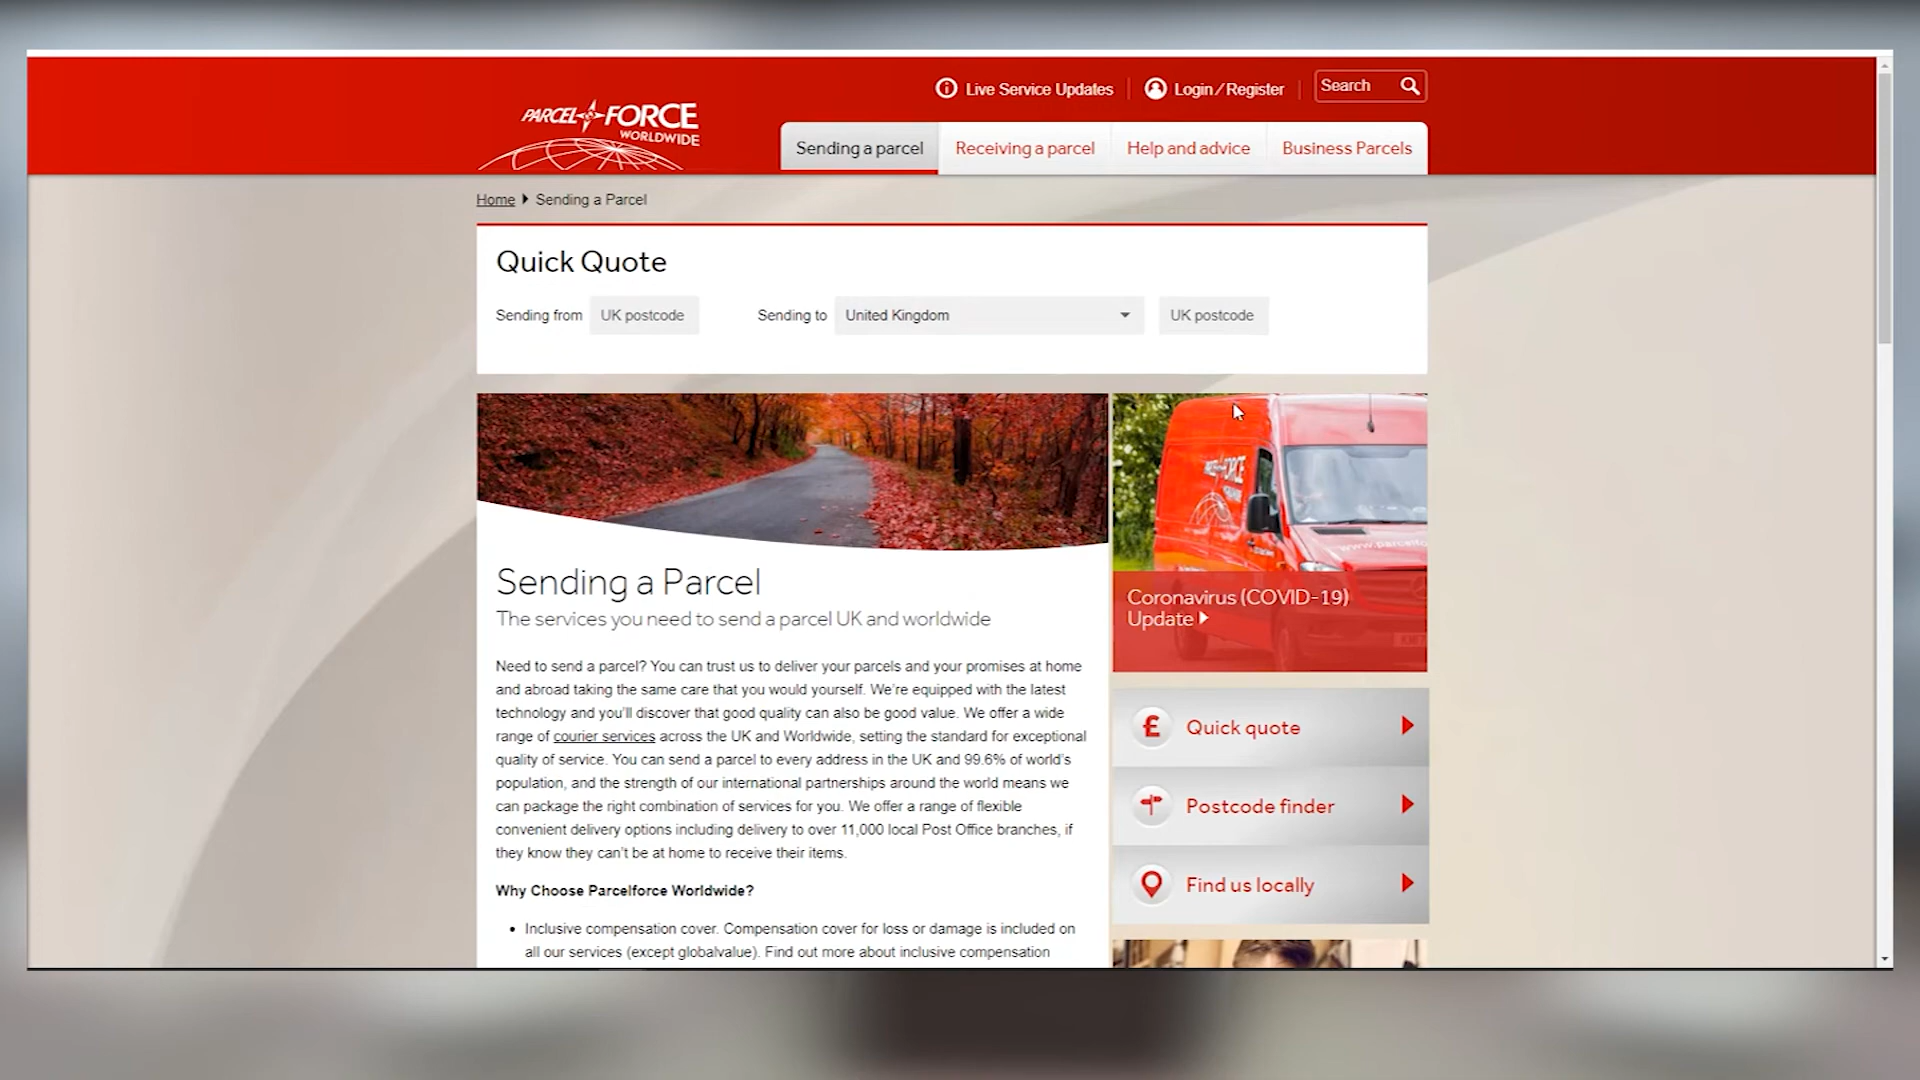 Live Service Updates
Login/Register
Search
PARCEL FORCE
WORLDWIDE
Sending a parcel
Receiving a parcel
Help and advice
Business Parcels
Home Sending a Parcel
Quick Quote
Sending from UK postcode Sending to United Kingdom UK postcode
Sending a Parcel
The services you need to send a parcel UK and worldwide
Need to send a parcel? You can trust us to deliver your parcels and your promises at home
and abroad taking the same care that you would yourself. We're equipped with the latest
technology and you'll discover that good quality can also be good value. We offer a wide
range of courier services across the UK and Worldwide, setting the standard for exceptional
quality of service. You can send a parcel to every address in the UK and 99.6% of world's
population, and the strength of our international partnerships around the world means we
can package the right combination of services for you. We offer a range of flexible
convenient delivery options including delivery to over 11,000 local Post Office branches, if
they know they can't be at home to receive their items.
Why Choose Parcelforce Worldwide?
• Inclusive compensation cover. Compensation cover for loss or damage is included on
all our services (except globalvalue). Find out more about inclusive compensation
PARCEL FORCE
Coronavirus (COVID-19)
Update
£ Quick quote
Postcode finder
Find us locally